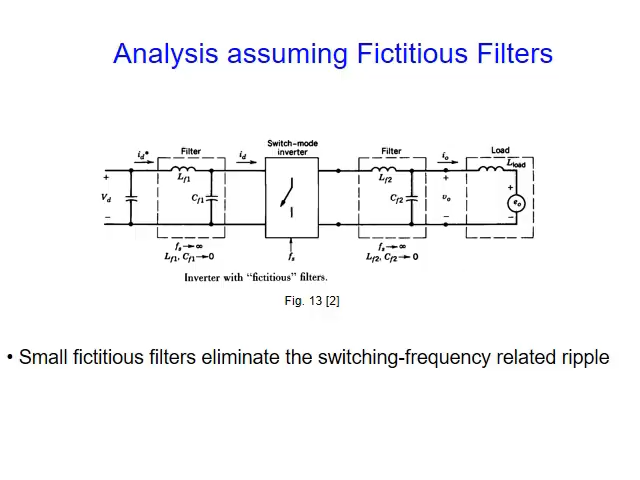 Analysis assuming Fictitious Filters
Switch-mode
inverter
i_d* Filter i_d Filter i_o Load
L_f1 L_f2 L_load
+ + +
V_d C_f1 C_f2 v_o e_o
− − −
f_s→∞ f_s f_s→∞
L_f1, C_f1→0 L_f2, C_f2→0
Inverter with “fictitious” filters.
Fig. 13 [2]
• Small fictitious filters eliminate the switching-frequency related ripple